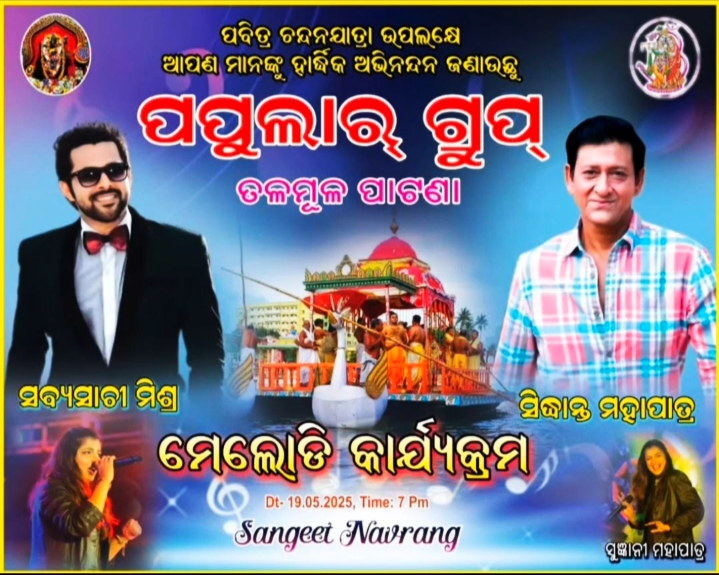 ପବିତ୍ର ଚନ୍ଦନଯାତ୍ରା ଉପଲକ୍ଷେ
ଆପଣ ମାନଙ୍କୁ ହାର୍ଦ୍ଧିକ ଅଭିନନ୍ଦନ ଜଣାଉଛୁ
ପପୁଲାର୍ ଗ୍ରୁପ୍
ତଳମୂଳ ପାଟଣା
ସବ୍ୟସାଚୀ ମିଶ୍ର
ସିଦ୍ଧାନ୍ତ ମହାପାତ୍ର
ମେଲୋଡି କାର୍ଯ୍ୟକ୍ରମ
Dt- 19.05.2025, Time: 7 Pm
Sangeet Navrang
ସୁଜ୍ଞାନୀ ମହାପାତ୍ର